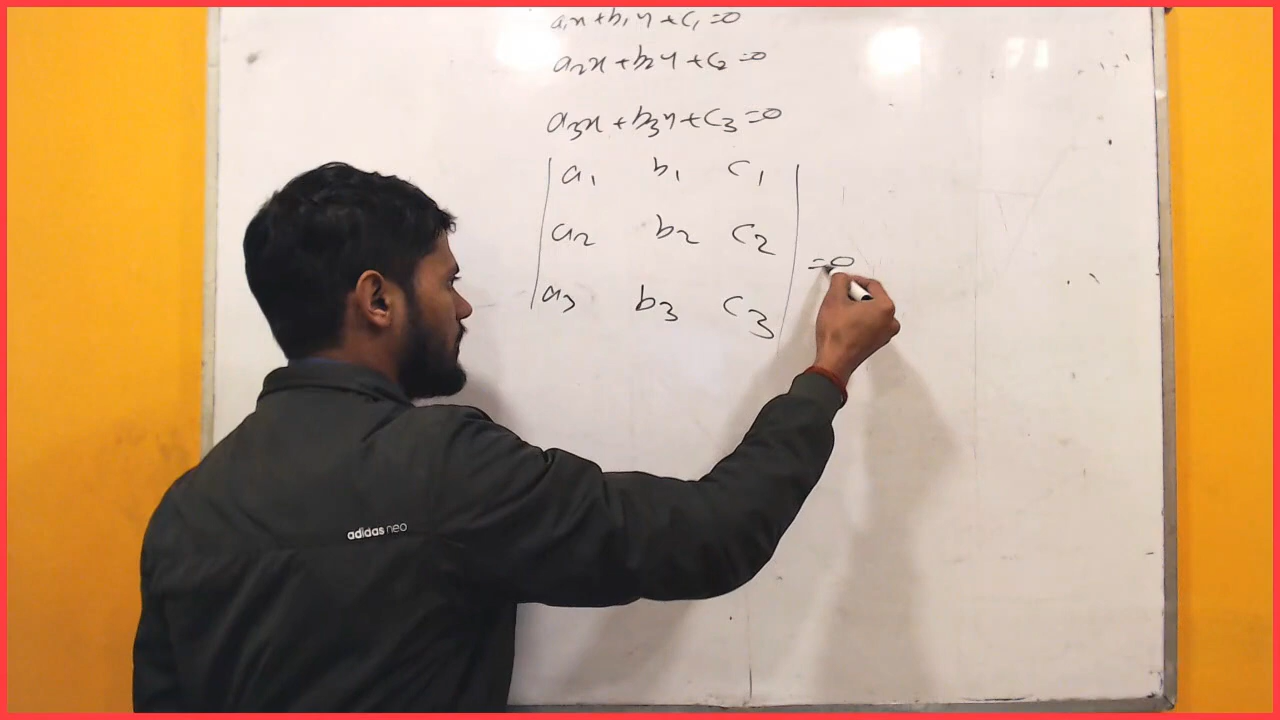 a₁x+b₁y+c₁=0
a₂x+b₂y+c₂=0
a₃x+b₃y+c₃=0
a₁ b₁ c₁
a₂ b₂ c₂
=0
a₃ b₃ c₃
adidas neo